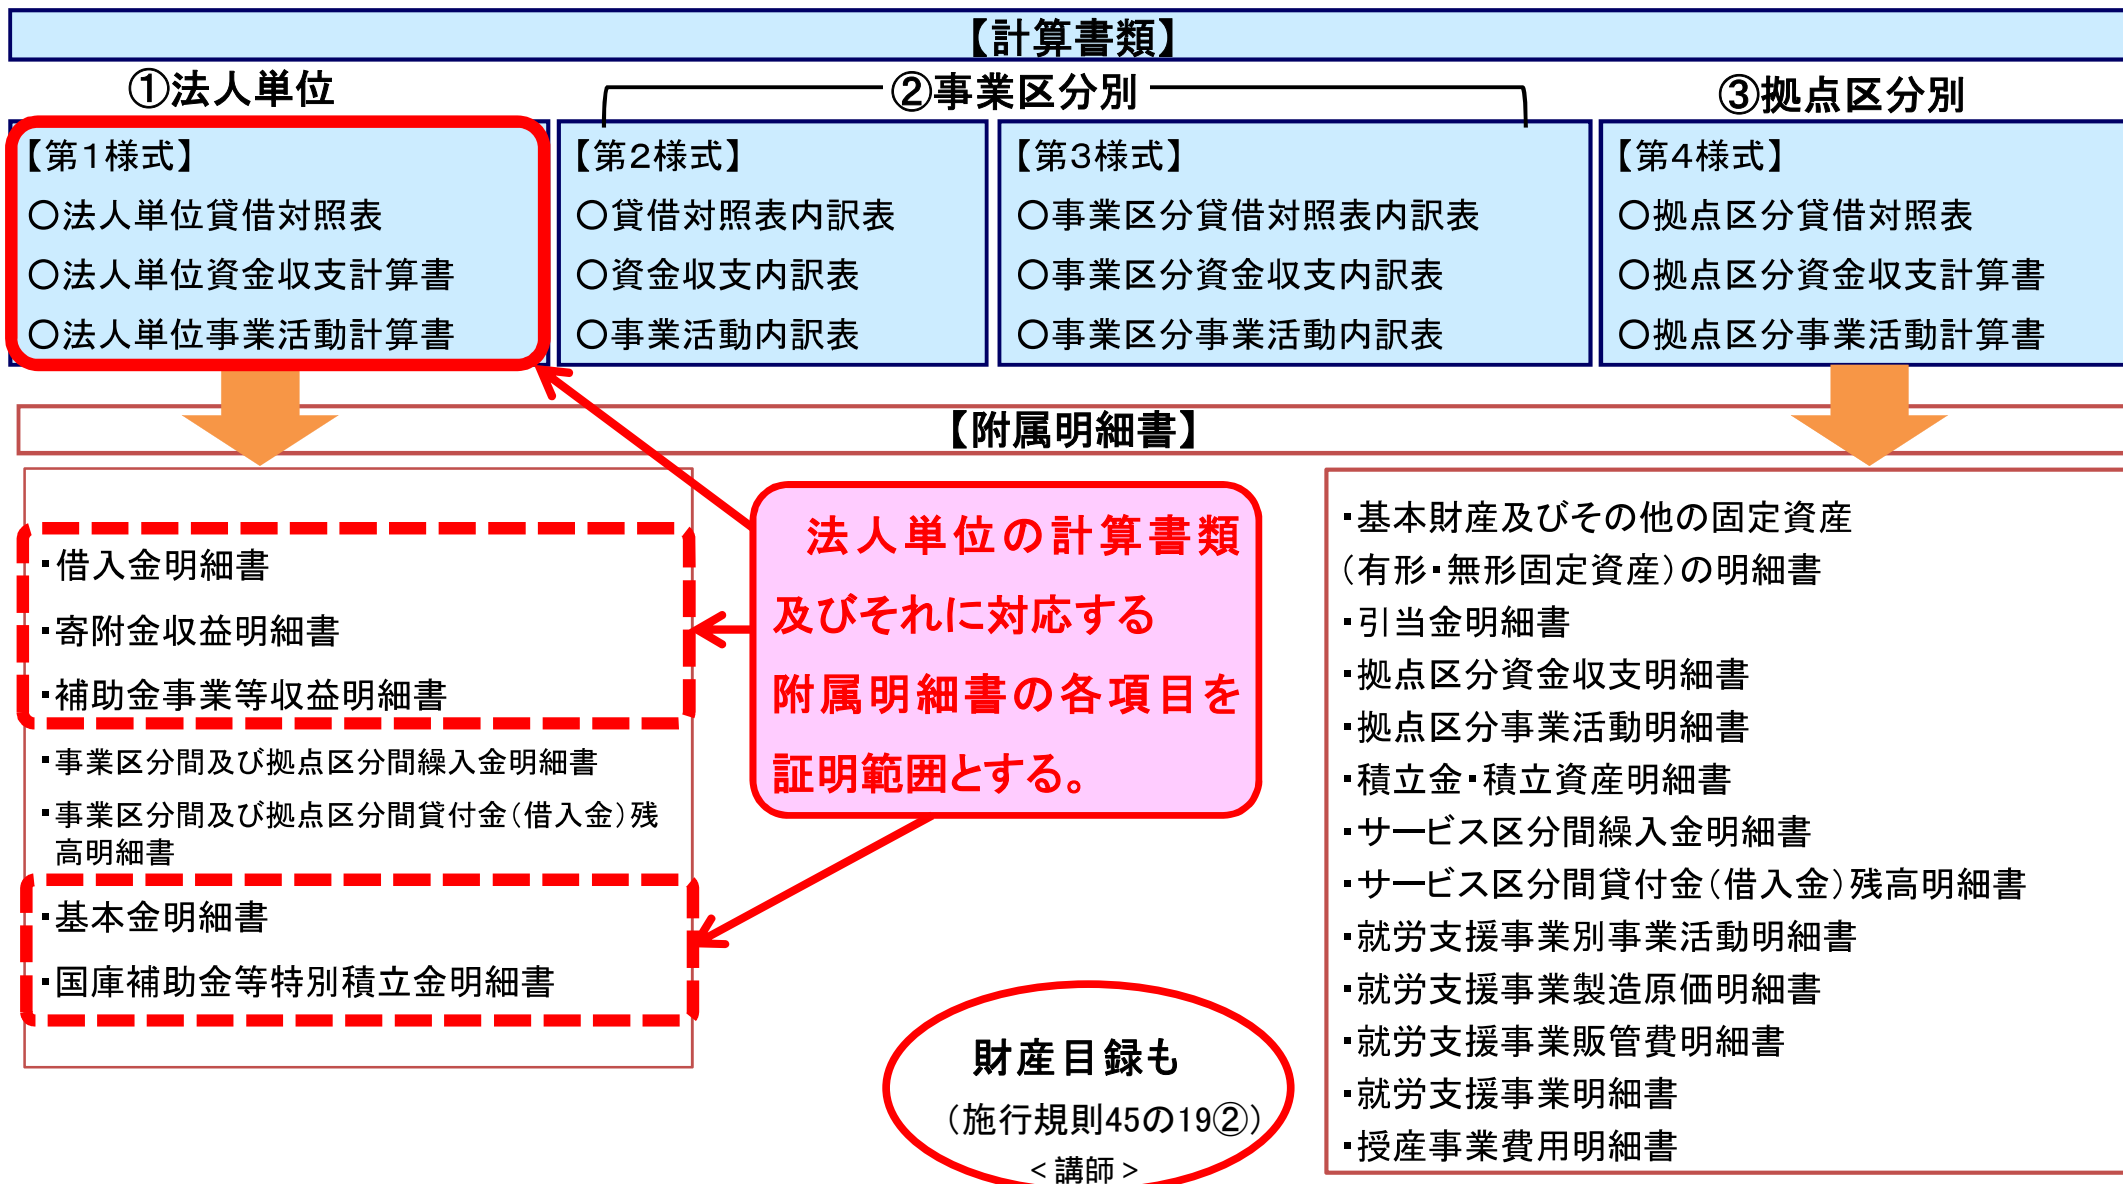 【計算書類】
①法人単位
②事業区分別
③拠点区分別
【第1様式】
○法人単位貸借対照表
○法人単位資金収支計算書
○法人単位事業活動計算書
【第2様式】
○貸借対照表内訳表
○資金収支内訳表
○事業活動内訳表
【第3様式】
○事業区分貸借対照表内訳表
○事業区分資金収支内訳表
○事業区分事業活動内訳表
【第4様式】
○拠点区分貸借対照表
○拠点区分資金収支計算書
○拠点区分事業活動計算書
【附属明細書】
・借入金明細書
・寄附金収益明細書
・補助金事業等収益明細書
・事業区分間及び拠点区分間繰入金明細書
・事業区分間及び拠点区分間貸付金(借入金)残
高明細書
・基本金明細書
・国庫補助金等特別積立金明細書
法人単位の計算書類
及びそれに対応する
附属明細書の各項目を
証明範囲とする。
財産目録も
(施行規則45の19②)
<講師>
・基本財産及びその他の固定資産
(有形・無形固定資産)の明細書
・引当金明細書
・拠点区分資金収支明細書
・拠点区分事業活動明細書
・積立金・積立資産明細書
・サービス区分間繰入金明細書
・サービス区分間貸付金(借入金)残高明細書
・就労支援事業別事業活動明細書
・就労支援事業製造原価明細書
・就労支援事業販管費明細書
・就労支援事業明細書
・授産事業費用明細書